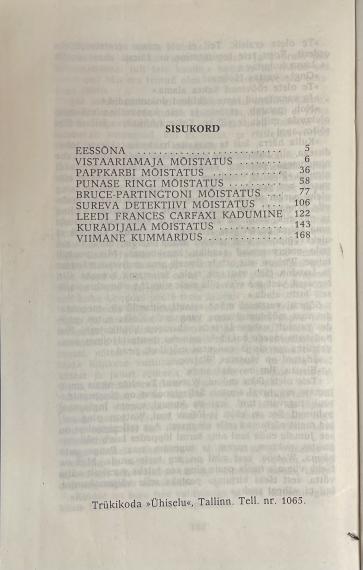 SISUKORD
EESSÕNA . . . . . . . . . . . . . . . . . . . . . . . . . . 5
VISTAARIAMAJA MÕISTATUS . . . . . . . . 6
PAPPKARBI MÕISTATUS . . . . . . . . . . . . . 36
PUNASE RINGI MÕISTATUS . . . . . . . . . . 58
BRUCE-PARTINGTONI MÕISTATUS . . . 77
SUREVA DETEKTIIVI MÕISTATUS . . . . 106
LEEDI FRANCES CARFAXI KADUMINE 122
KURADIJALA MÕISTATUS . . . . . . . . . . . . 143
VIIMANE KUMMARDUS . . . . . . . . . . . . . . 168
Trükikoda »Ühiselu«, Tallinn. Tell. nr. 1065.